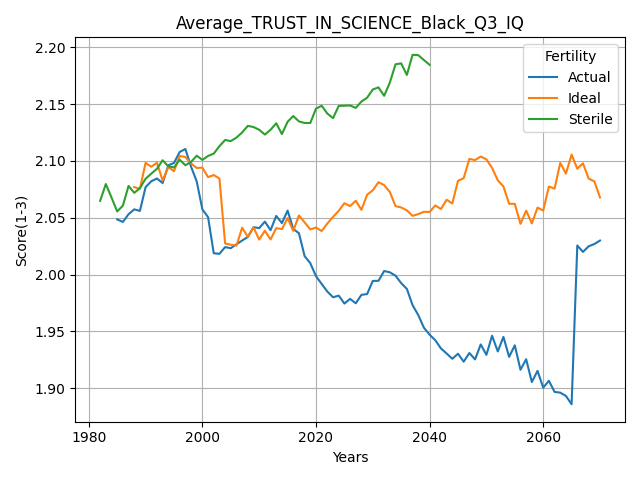 Average_TRUST_IN_SCIENCE_Black_Q3_IQ
Fertility
Actual
Ideal
Sterile
Score(1-3)
2.20
2.15
2.10
2.05
2.00
1.95
1.90
1980
2000
2020
2040
2060
Years